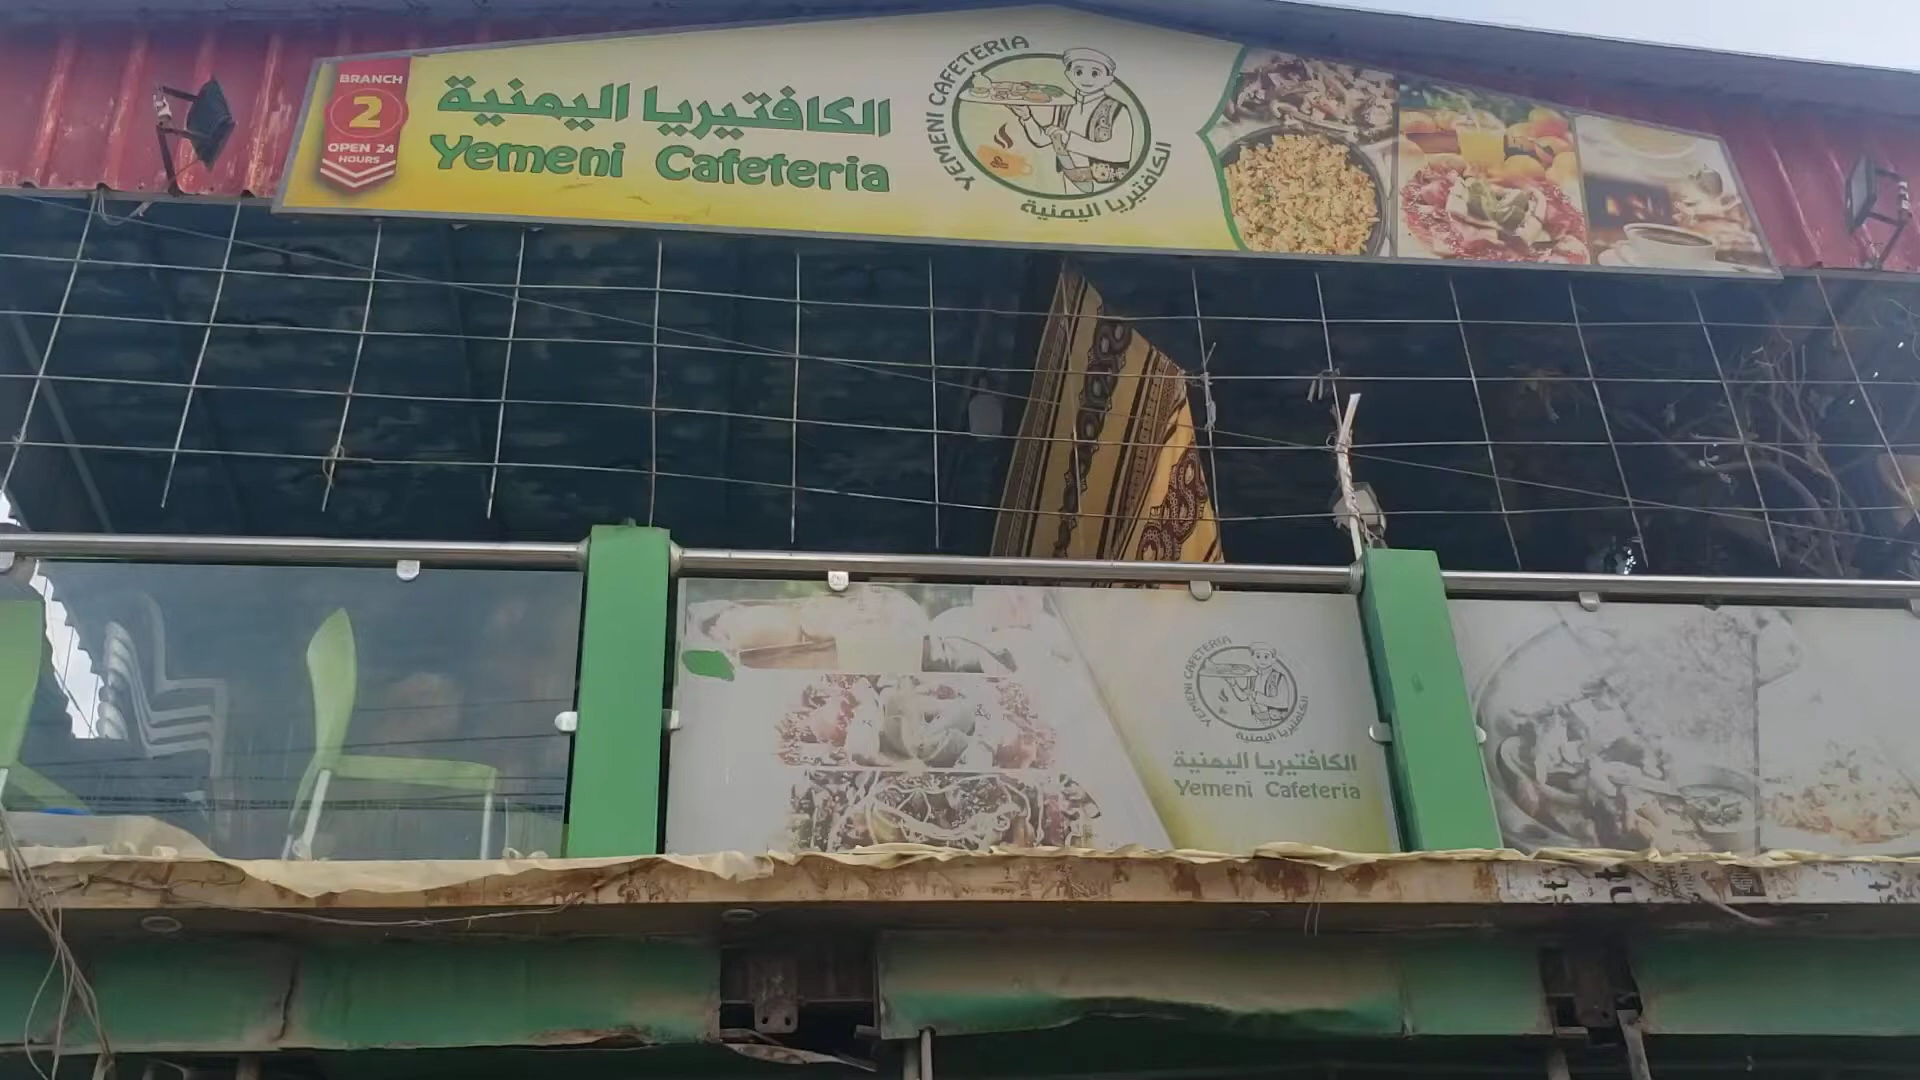 BRANCH
2
OPEN 24
HOURS
الكافتيريا اليمنية
Yemeni Cafeteria
YEMENI CAFETERIA
الكافتيريا اليمنية
YEMENI CAFETERIA
الكافتيريا اليمنية
الكافتيريا اليمنية
Yemeni Cafeteria